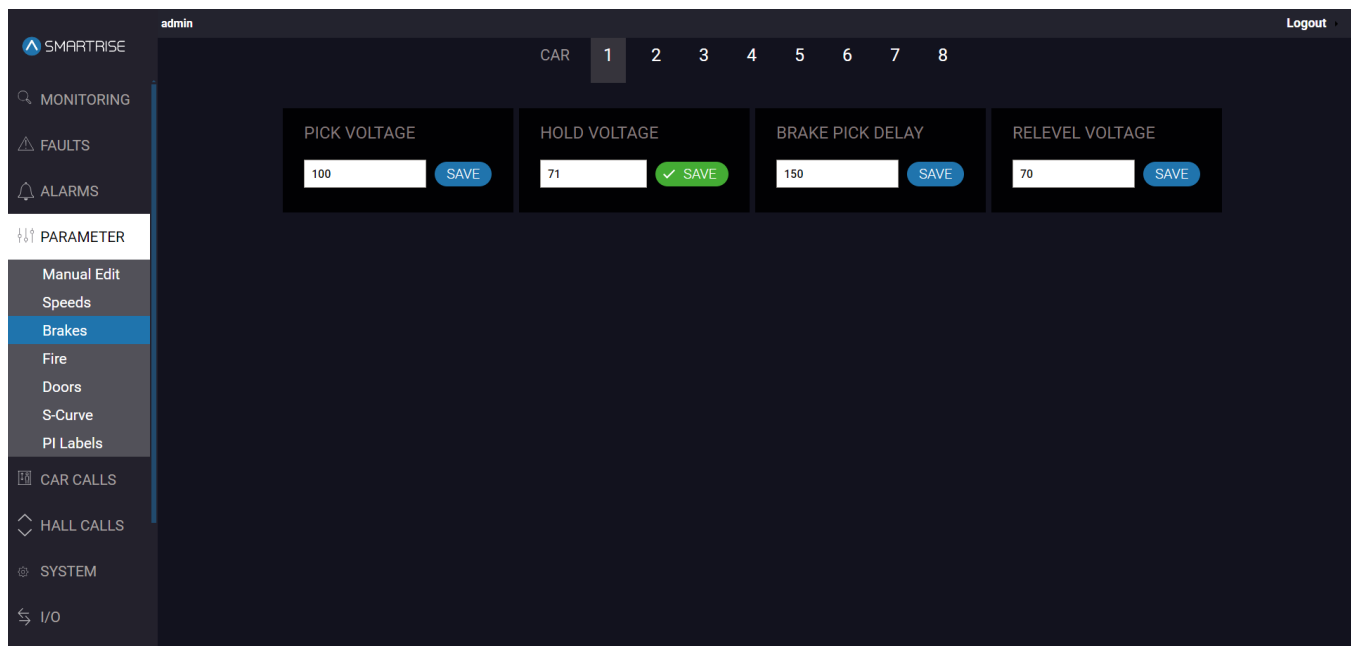 admin
Logout
SMARTRISE
CAR 1 2 3 4 5 6 7 8
MONITORING
FAULTS
ALARMS
PARAMETER
Manual Edit
Speeds
Brakes
Fire
Doors
S-Curve
PI Labels
CAR CALLS
HALL CALLS
SYSTEM
I/O
PICK VOLTAGE
100 SAVE
HOLD VOLTAGE
71 SAVE
BRAKE PICK DELAY
150 SAVE
RELEVEL VOLTAGE
70 SAVE